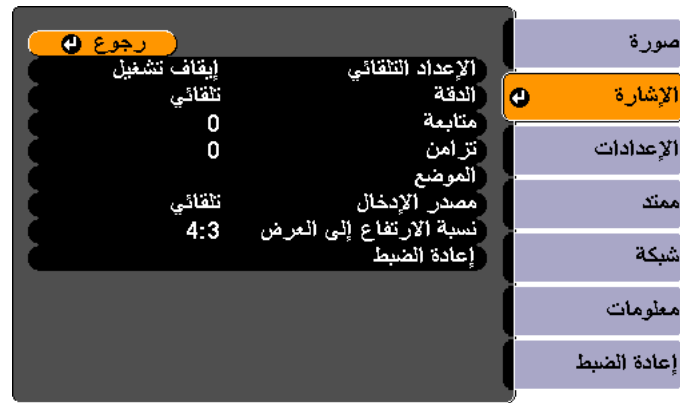 صورة
الإشارة
الإعدادات
ممتد
شبكة
معلومات
إعادة الضبط
رجوع
الإعداد التلقائي إيقاف تشغيل
الدقة تلقائي
متابعة 0
تزامن 0
الموضع
مصدر الإدخال تلقائي
نسبة الارتفاع إلى العرض 4:3
إعادة الضبط